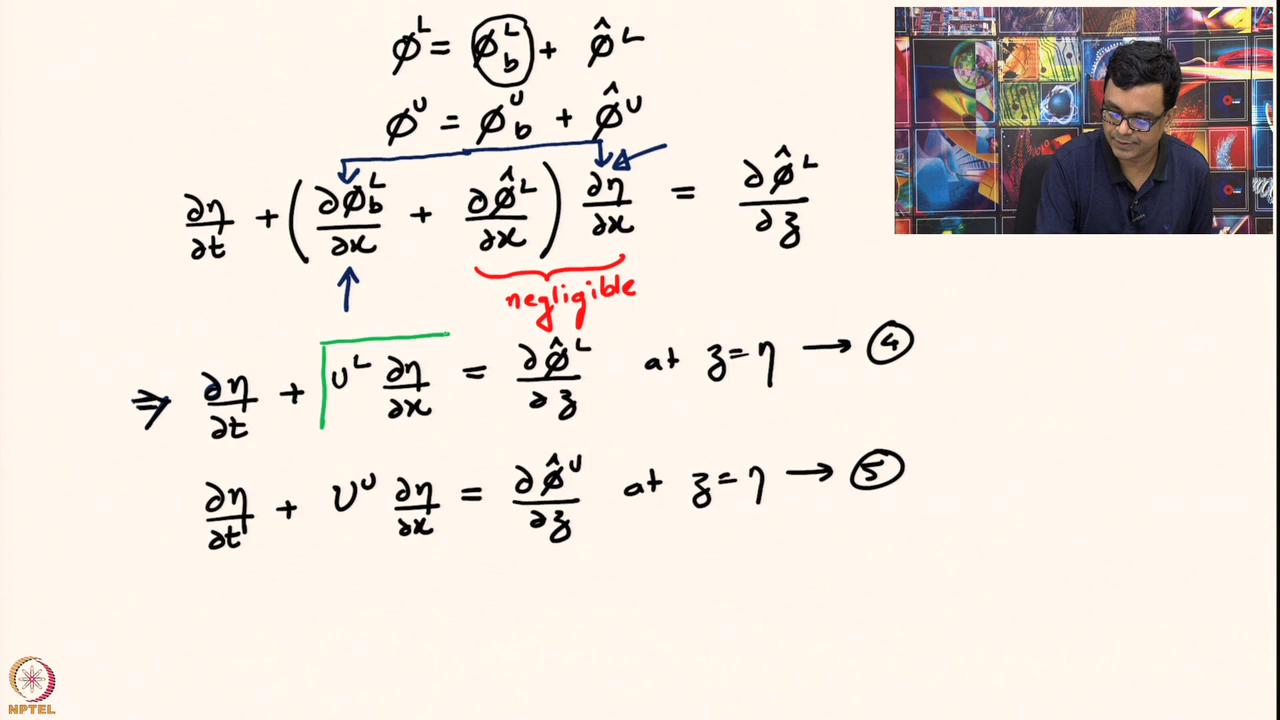 ϕ^L = ϕ_b^L + ϕ̂^L
ϕ^U = ϕ_b^U + ϕ̂^U
∂η/∂t + (∂ϕ_b^L/∂x + ∂ϕ̂^L/∂x) ∂η/∂x = ∂ϕ̂^L/∂z
negligible
⇒ ∂η/∂t + U^L ∂η/∂x = ∂ϕ̂^L/∂z at z=η → ④
∂η/∂t + U^U ∂η/∂x = ∂ϕ̂^U/∂z at z=η → ⑤
NPTEL